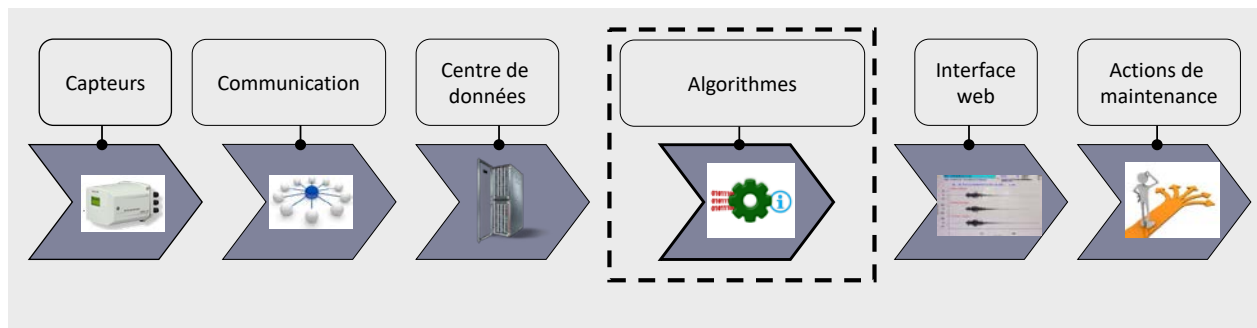 Capteurs
Communication
Centre de
données
Algorithmes
Interface
web
Actions de
maintenance